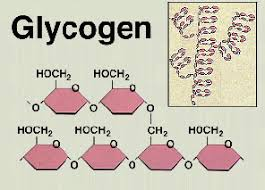 Glycogen
HOCH₂ HOCH₂
O O
O O O
HOCH₂ HOCH₂ CH₂ HOCH₂
O O O O
O O O O O